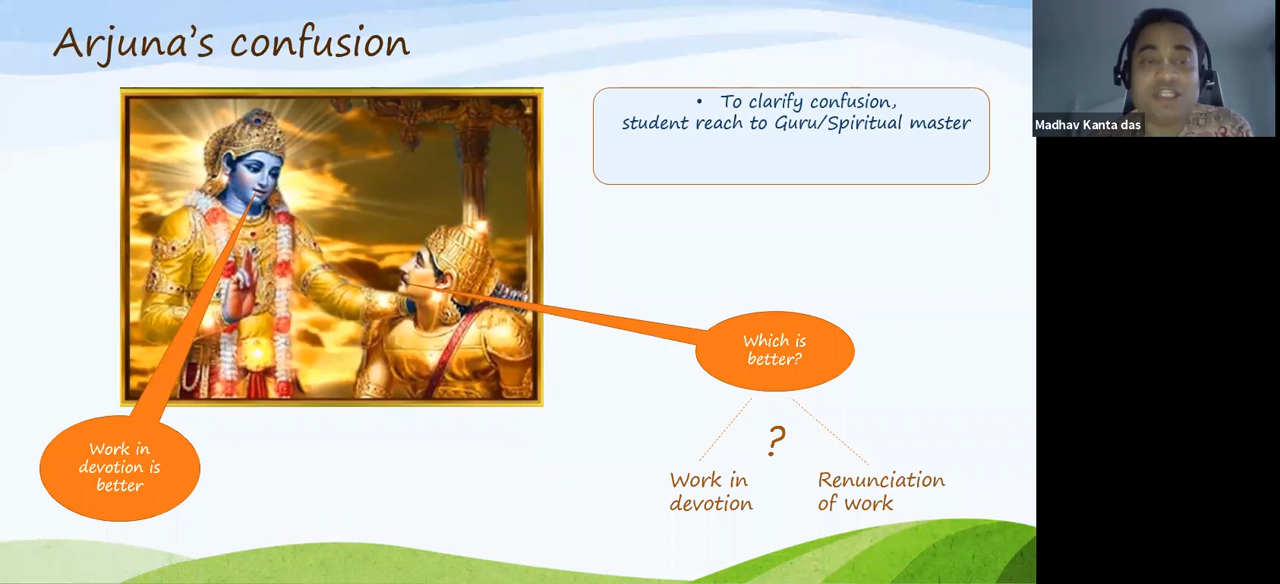 Arjuna's confusion
• To clarify confusion,
student reach to Guru/Spiritual master
Madhav Kanta das
Which is
better?
?
Work in
devotion
Renunciation
of work
Work in
devotion is
better